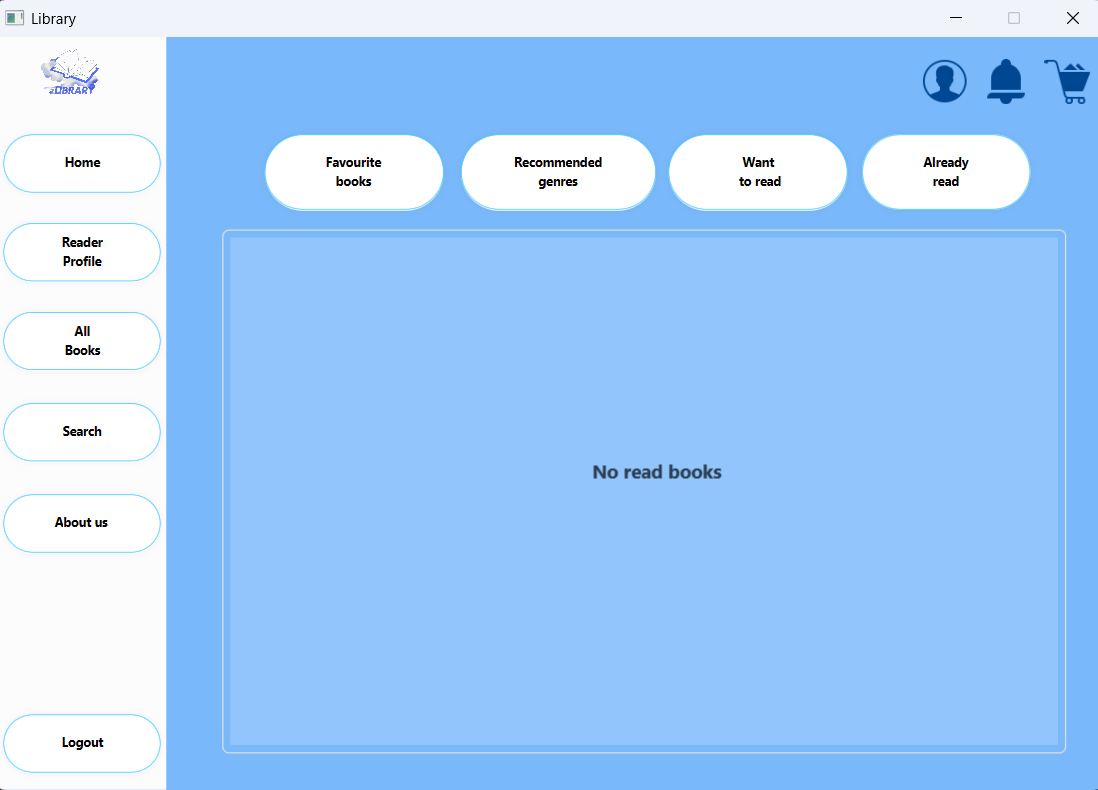 Library
eLIBRARY
Home
Reader
Profile
All
Books
Search
About us
Logout
Favourite
books
Recommended
genres
Want
to read
Already
read
No read books